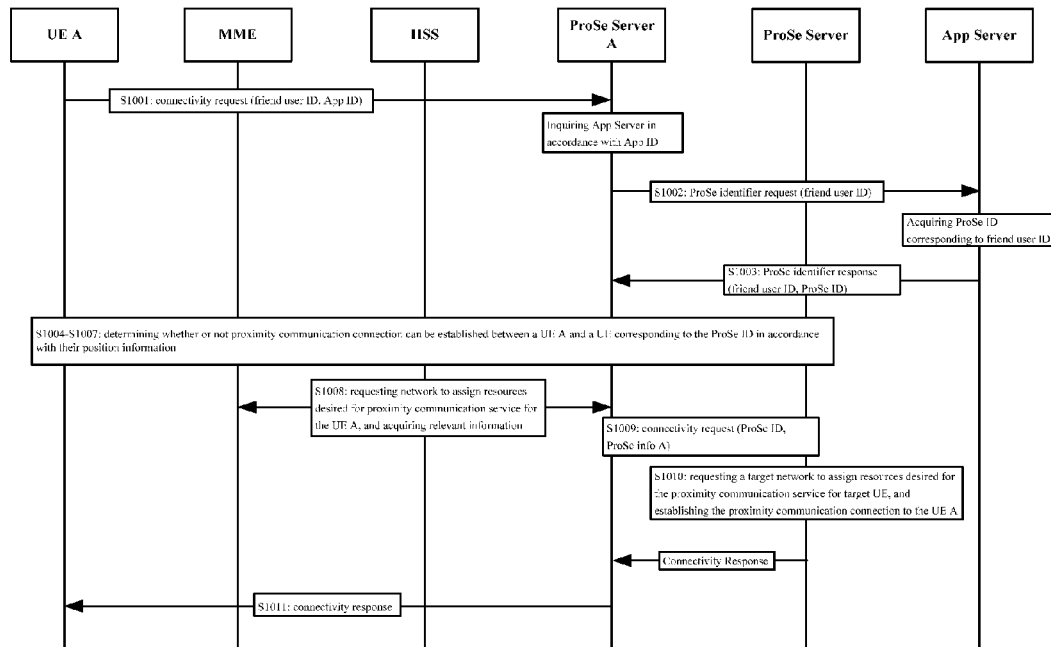 UE A
MME
HSS
ProSe Server
A
ProSe Server
App Server
S1001: connectivity request (friend user ID, App ID)
Inquiring App Server in
accordance with App ID
S1002: ProSe identifier request (friend user ID)
Acquiring ProSe ID
corresponding to friend user ID
S1003: ProSe identifier response
(friend user ID, ProSe ID)
S1004-S1007: determining whether or not proximity communication connection can be established between a UE A and a UE corresponding to the ProSe ID in accordance
with their position information
S1008: requesting network to assign resources
desired for proximity communication service for
the UE A, and acquiring relevant information
S1009: connectivity request (ProSe ID,
ProSe info A)
S1010: requesting a target network to assign resources desired for
the proximity communication service for target UE, and
establishing the proximity communication connection to the UE A
Connectivity Response
S1011: connectivity response